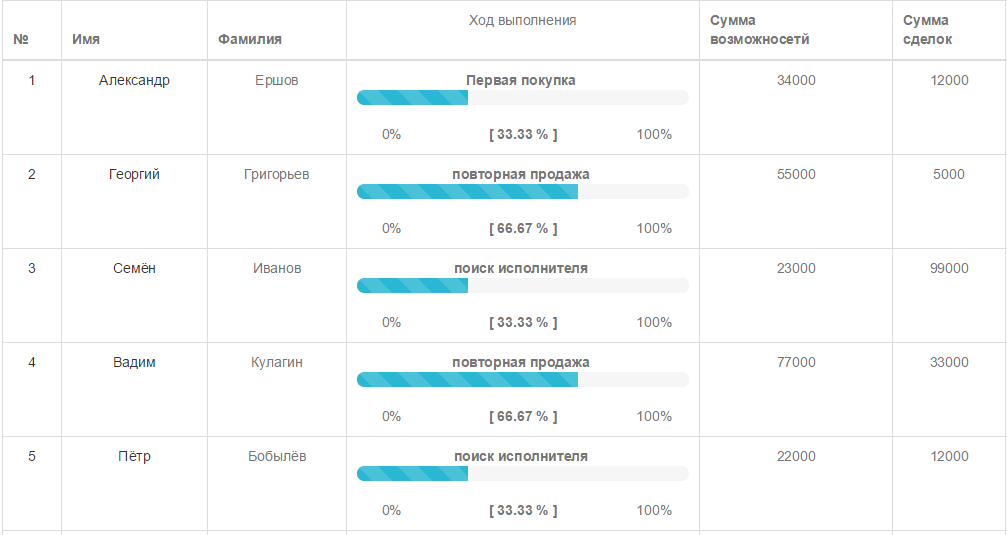 № Имя Фамилия Ход выполнения Сумма возможносетй Сумма сделок
1 Александр Ершов Первая покупка 34000 12000
0% [ 33.33 % ] 100%
2 Георгий Григорьев повторная продажа 55000 5000
0% [ 66.67 % ] 100%
3 Семён Иванов поиск исполнителя 23000 99000
0% [ 33.33 % ] 100%
4 Вадим Кулагин повторная продажа 77000 33000
0% [ 66.67 % ] 100%
5 Пётр Бобылёв поиск исполнителя 22000 12000
0% [ 33.33 % ] 100%